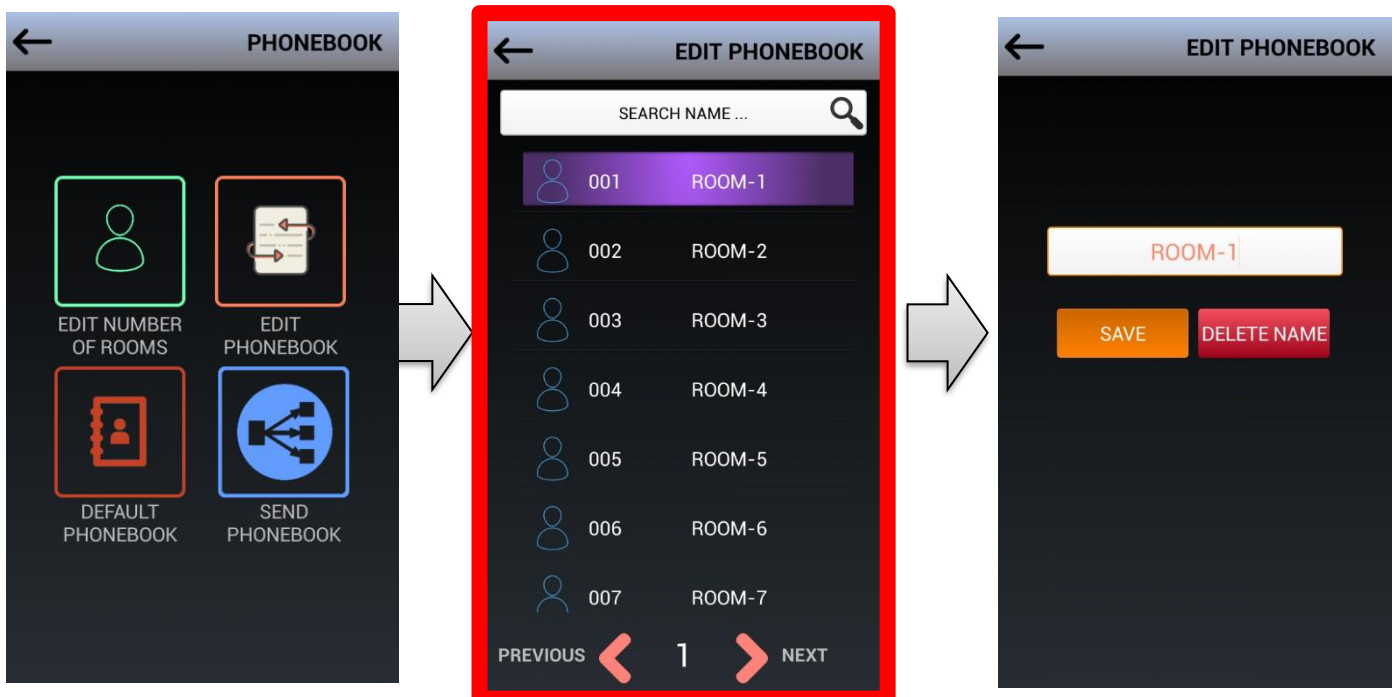 PHONEBOOK
EDIT NUMBER
OF ROOMS
EDIT
PHONEBOOK
DEFAULT
PHONEBOOK
SEND
PHONEBOOK
EDIT PHONEBOOK
SEARCH NAME ...
001 ROOM-1
002 ROOM-2
003 ROOM-3
004 ROOM-4
005 ROOM-5
006 ROOM-6
007 ROOM-7
PREVIOUS 1 NEXT
EDIT PHONEBOOK
ROOM-1
SAVE DELETE NAME